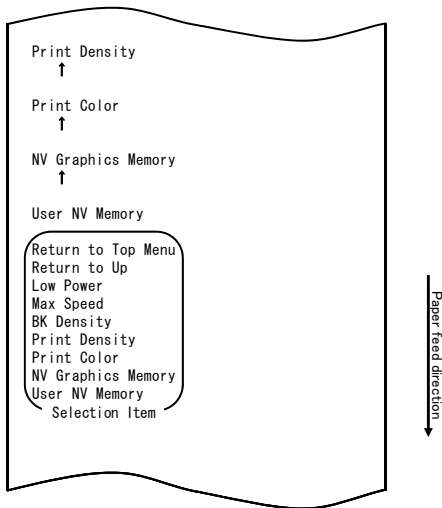 Print Density
↑
Print Color
↑
NV Graphics Memory
↑
User NV Memory
Return to Top Menu
Return to Up
Low Power
Max Speed
BK Density
Print Density
Print Color
NV Graphics Memory
User NV Memory
Selection Item
Paper feed direction